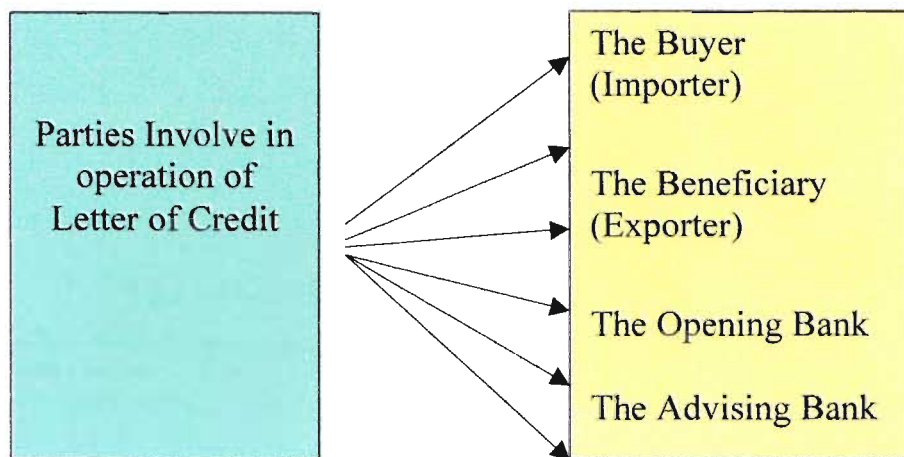 Parties Involve in
operation of
Letter of Credit
The Buyer
(Importer)
The Beneficiary
(Exporter)
The Opening Bank
The Advising Bank